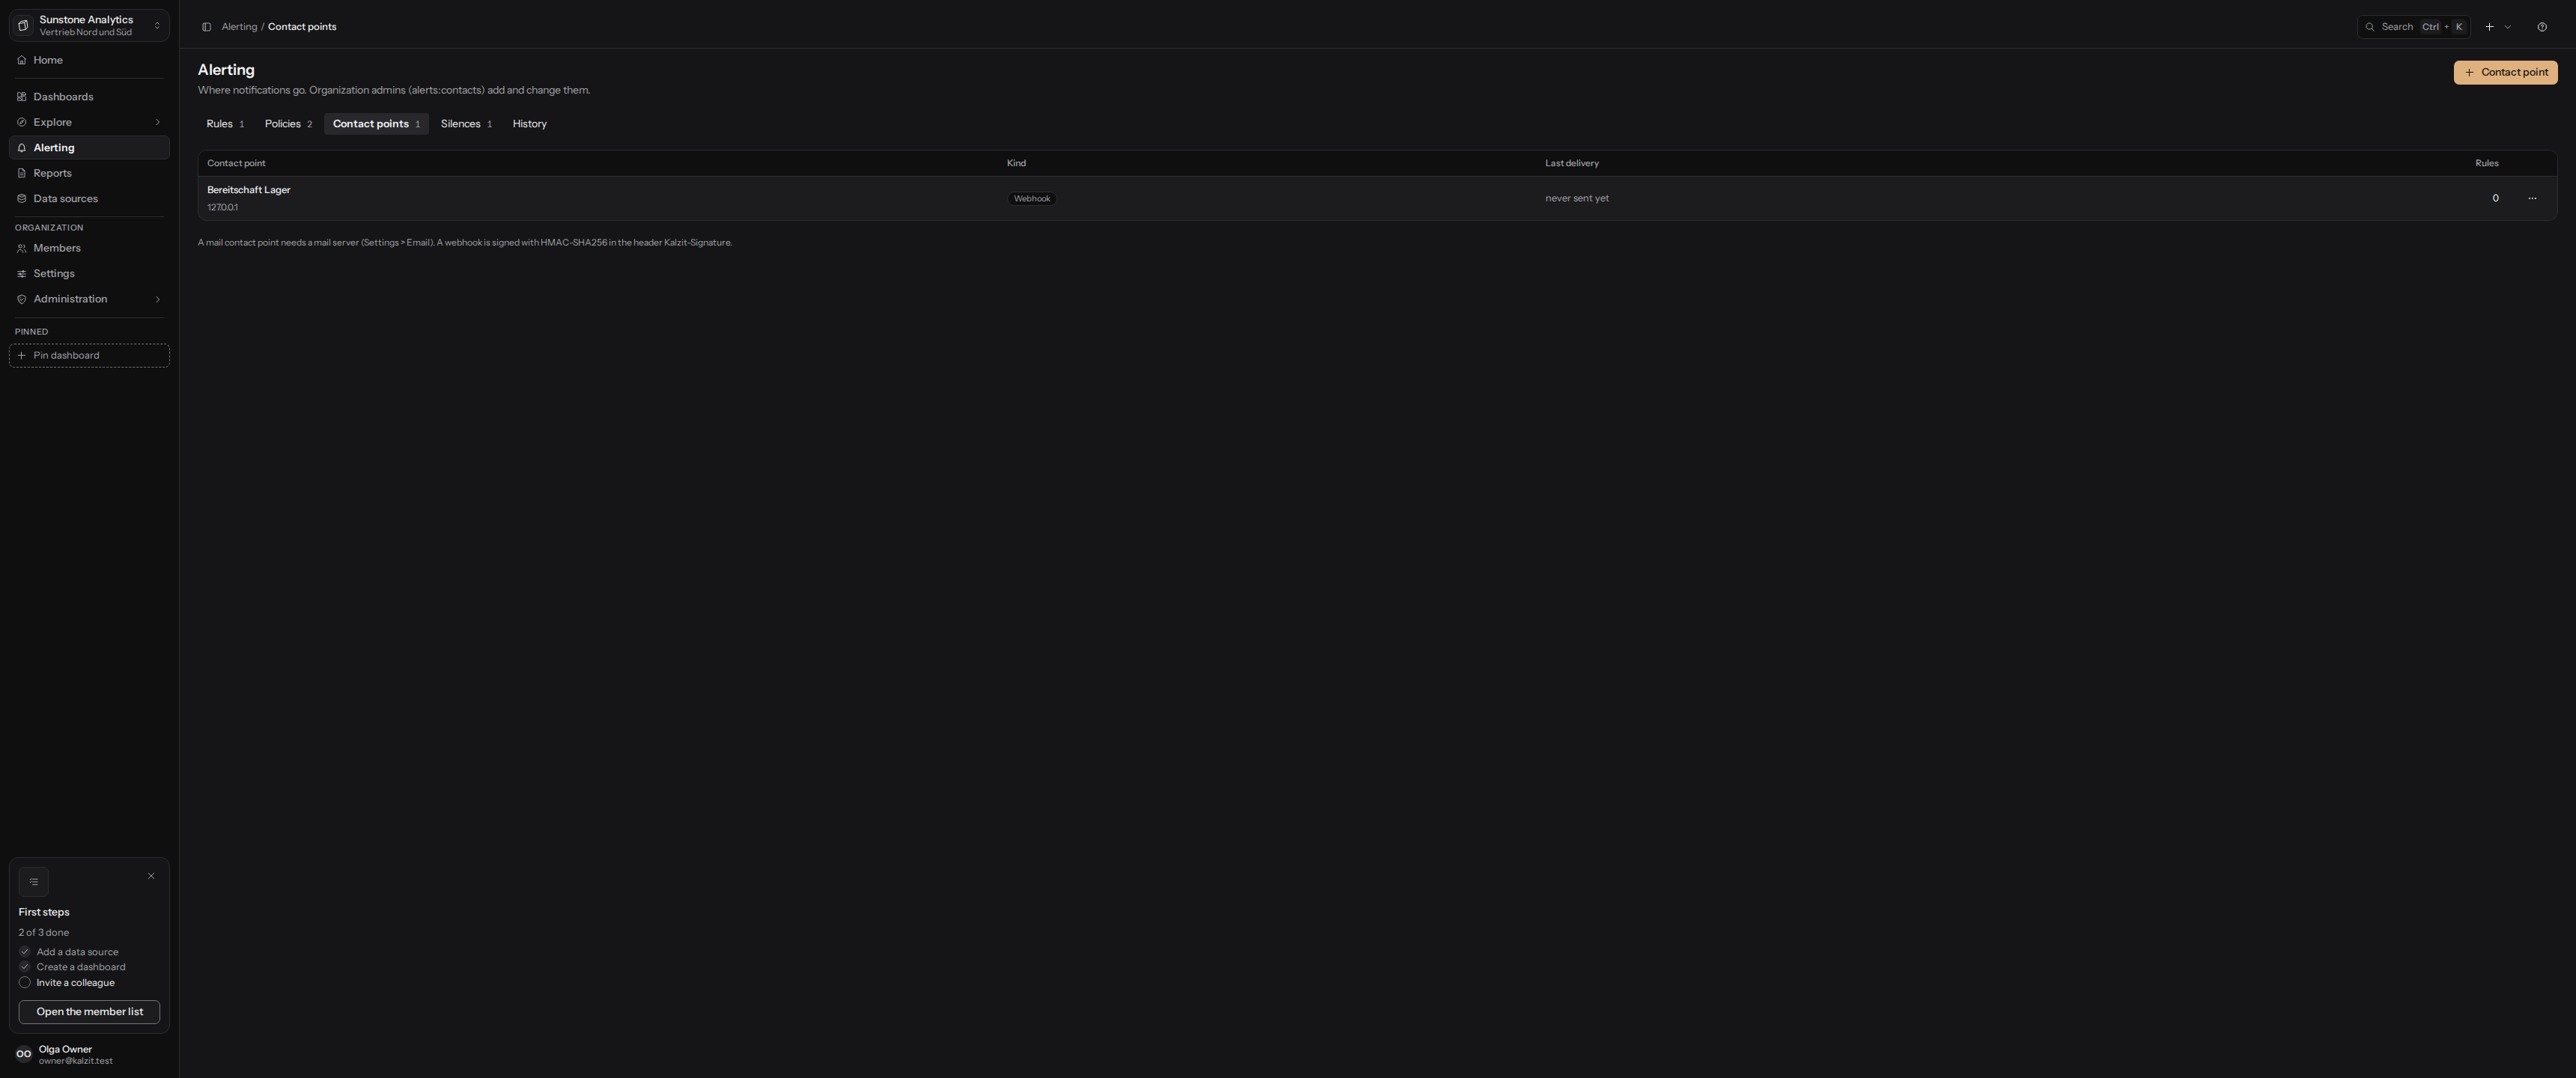 Sunstone Analytics
Vertrieb Nord und Süd
Home
Dashboards
Explore
Alerting
Reports
Data sources
ORGANIZATION
Members
Settings
Administration
PINNED
Pin dashboard
First steps
2 of 3 done
Add a data source
Create a dashboard
Invite a colleague
Open the member list
OO
Olga Owner
owner@kalzit.test
Alerting / Contact points
Search Ctrl + K
Alerting
Where notifications go. Organization admins (alerts:contacts) add and change them.
Contact point
Rules 1 Policies 2 Contact points 1 Silences 1 History
Contact point Kind Last delivery Rules
Bereitschaft Lager
127.0.0.1
Webhook
never sent yet
0
A mail contact point needs a mail server (Settings > Email). A webhook is signed with HMAC-SHA256 in the header Kalzit-Signature.